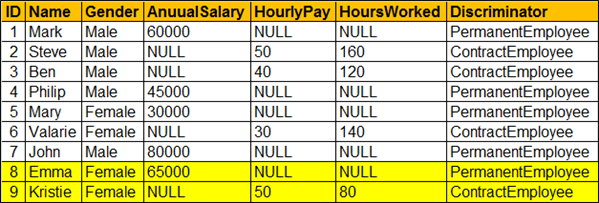 ID Name Gender AnuualSalary HourlyPay HoursWorked Discriminator
1 Mark Male 60000 NULL NULL PermanentEmployee
2 Steve Male NULL 50 160 ContractEmployee
3 Ben Male NULL 40 120 ContractEmployee
4 Philip Male 45000 NULL NULL PermanentEmployee
5 Mary Female 30000 NULL NULL PermanentEmployee
6 Valarie Female NULL 30 140 ContractEmployee
7 John Male 80000 NULL NULL PermanentEmployee
8 Emma Female 65000 NULL NULL PermanentEmployee
9 Kristie Female NULL 50 80 ContractEmployee